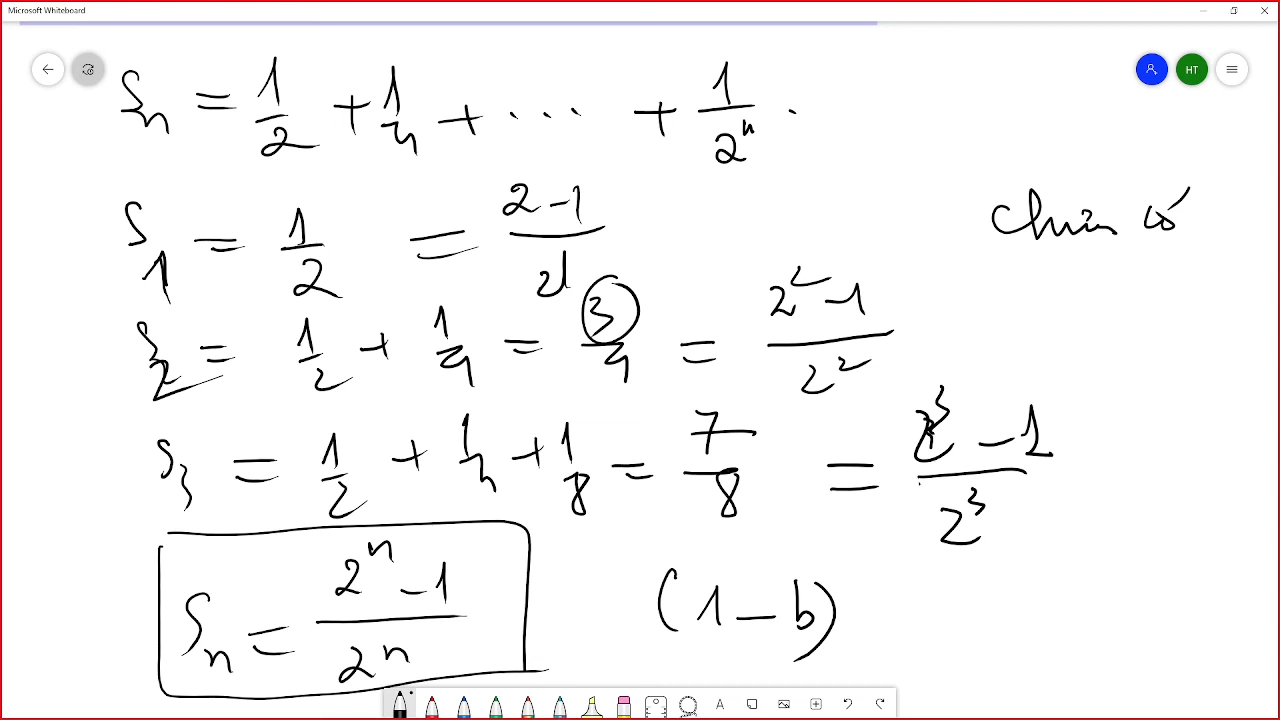 Microsoft Whiteboard
HT
Sn = 1/2 + 1/4 + ... + 1/2^n .
S1 = 1/2 = (2-1)/2
S2 = 1/2 + 1/4 = 3/4 = (2^2-1)/2^2
S3 = 1/2 + 1/4 + 1/8 = 7/8 = (2^3-1)/2^3
Sn = (2^n-1)/2^n
(1-b)
A